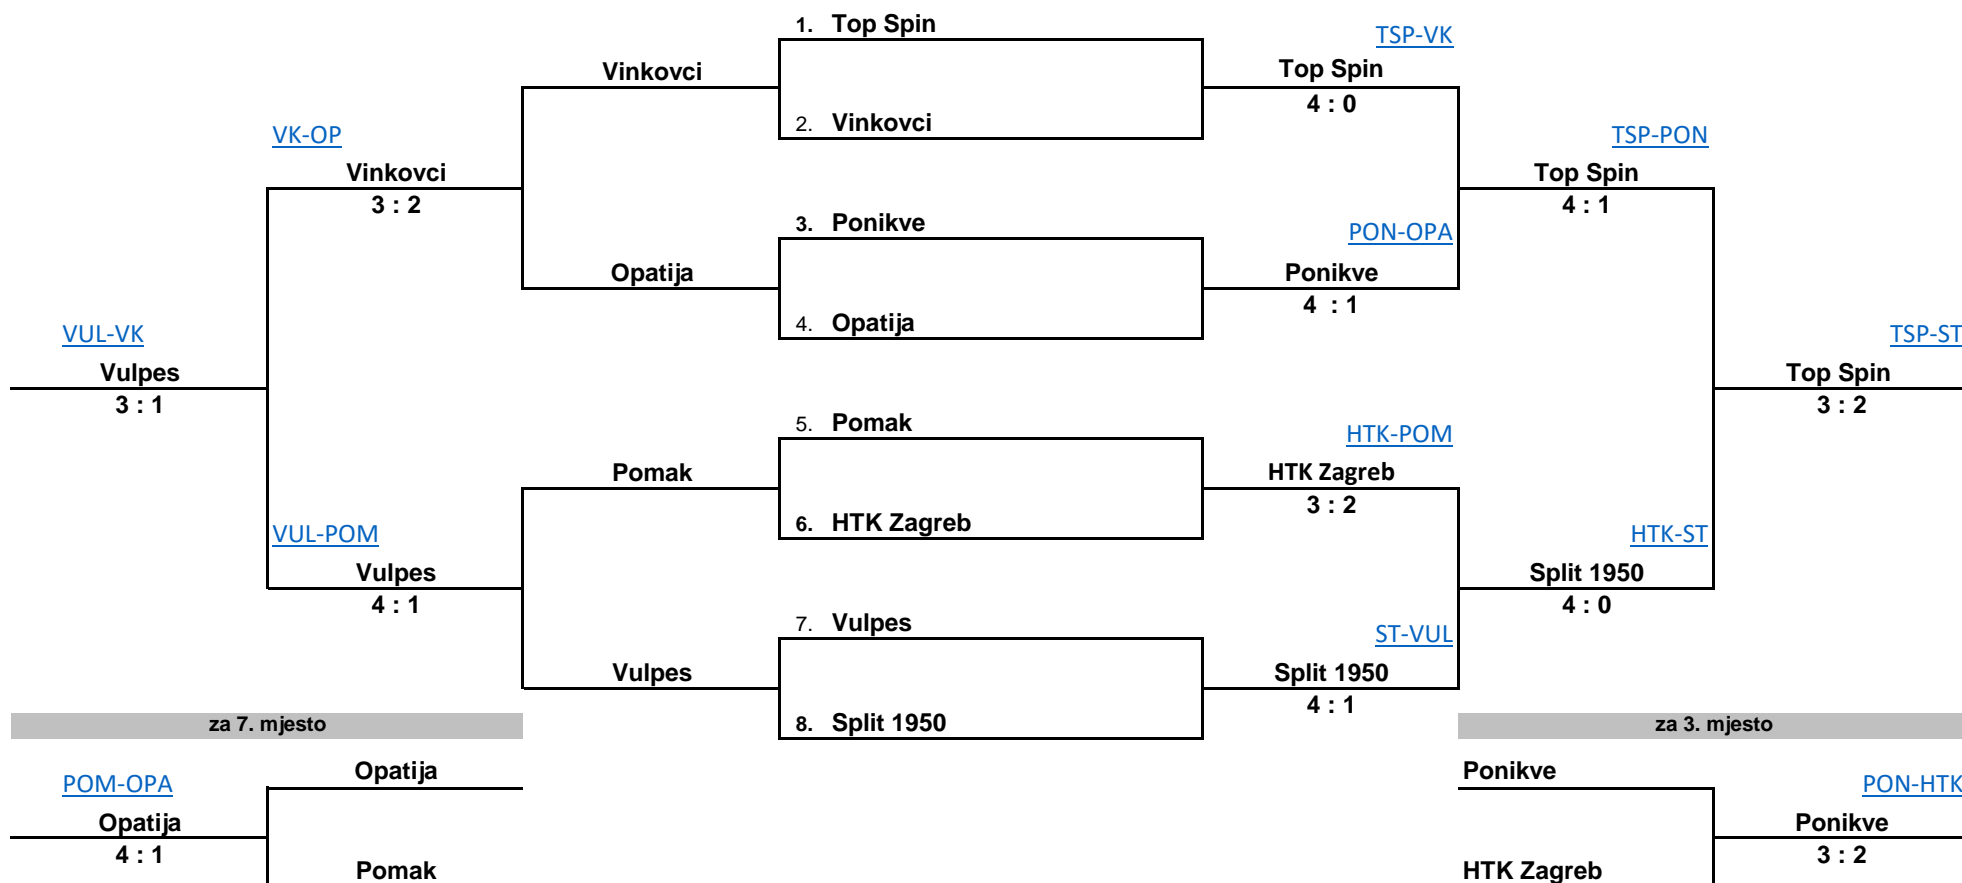 1. Top Spin
TSP-VK
Vinkovci
Top Spin
4 : 0
2. Vinkovci
VK-OP
TSP-PON
Vinkovci
3 : 2
Top Spin
4 : 1
3. Ponikve
PON-OPA
Opatija
Ponikve
4 : 1
4. Opatija
VUL-VK
TSP-ST
Vulpes
3 : 1
Top Spin
3 : 2
5. Pomak
HTK-POM
Pomak
HTK Zagreb
3 : 2
6. HTK Zagreb
VUL-POM
HTK-ST
Vulpes
4 : 1
Split 1950
4 : 0
7. Vulpes
ST-VUL
Vulpes
Split 1950
4 : 1
8. Split 1950
za 7. mjesto
za 3. mjesto
Opatija
Ponikve
POM-OPA
PON-HTK
Opatija
4 : 1
Ponikve
3 : 2
Pomak
HTK Zagreb